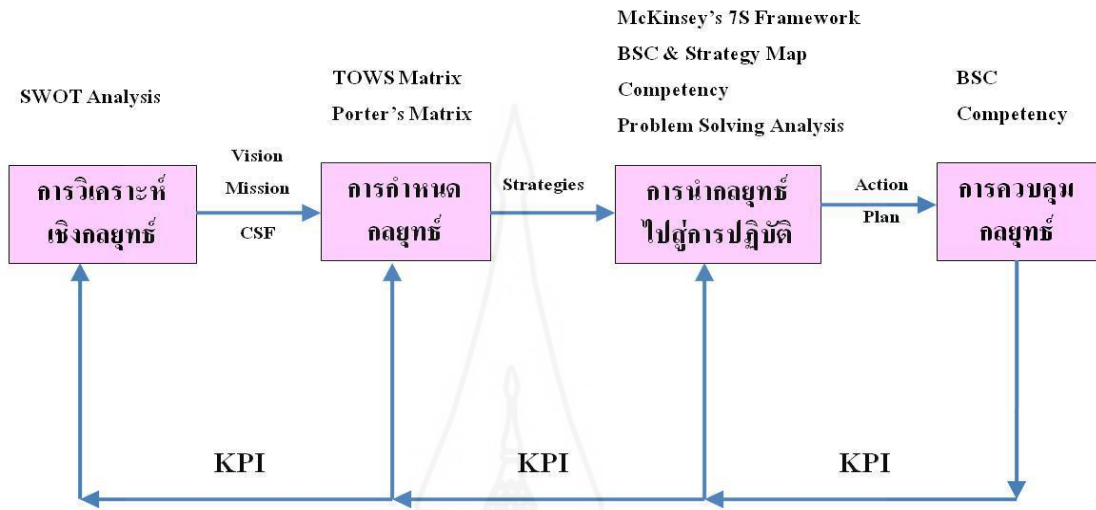 McKinsey's 7S Framework
BSC & Strategy Map
Competency
Problem Solving Analysis
TOWS Matrix
Porter's Matrix
BSC
Competency
SWOT Analysis
การวิเคราะห์
เชิงกลยุทธ์
Vision
Mission
CSF
การกำหนด
กลยุทธ์
Strategies
การนำกลยุทธ์
ไปสู่การปฏิบัติ
Action
Plan
การควบคุม
กลยุทธ์
KPI
KPI
KPI